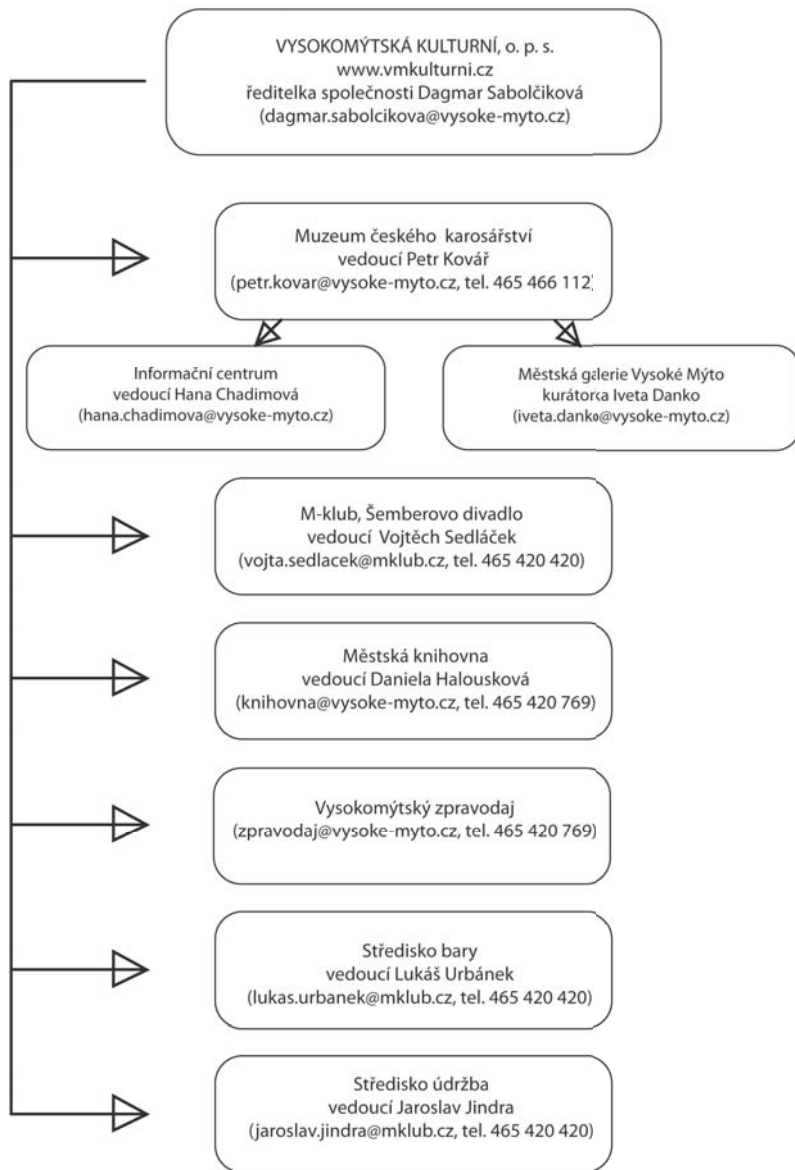 VYSOKOMÝTSKÁ KULTURNÍ, o. p. s.
www.vmkulturni.cz
ředitelka společnosti Dagmar Sabolčiková
(dagmar.sabolcikova@vysoke-myto.cz)
Muzeum českého karosářství
vedoucí Petr Kovář
(petr.kovar@vysoke-myto.cz, tel. 465 466 112)
Informační centrum
vedoucí Hana Chadimová
(hana.chadimova@vysoke-myto.cz)
Městská galerie Vysoké Mýto
kurátorka Iveta Danko
(iveta.danko@vysoke-myto.cz)
M-klub, Šemberovo divadlo
vedoucí Vojtěch Sedláček
(vojta.sedlacek@mklub.cz, tel. 465 420 420)
Městská knihovna
vedoucí Daniela Halousková
(knihovna@vysoke-myto.cz, tel. 465 420 769)
Vysokomýtský zpravodaj
(zpravodaj@vysoke-myto.cz, tel. 465 420 769)
Středisko bary
vedoucí Lukáš Urbánek
(lukas.urbanek@mklub.cz, tel. 465 420 420)
Středisko údržba
vedoucí Jaroslav Jindra
(jaroslav.jindra@mklub.cz, tel. 465 420 420)